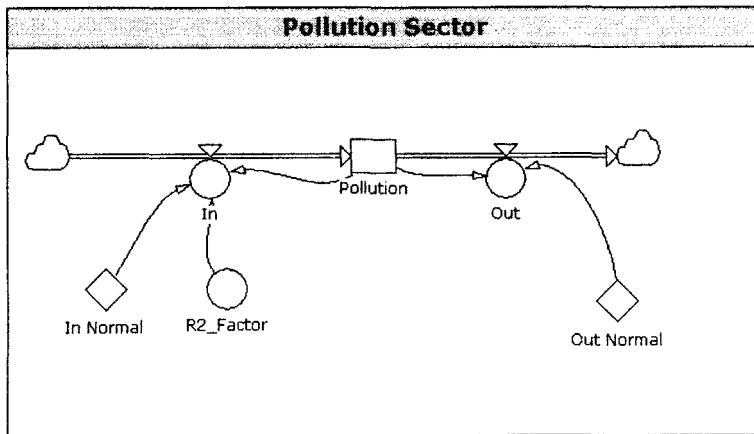 Pollution Sector
Pollution
In
Out
In Normal
R2_Factor
Out Normal